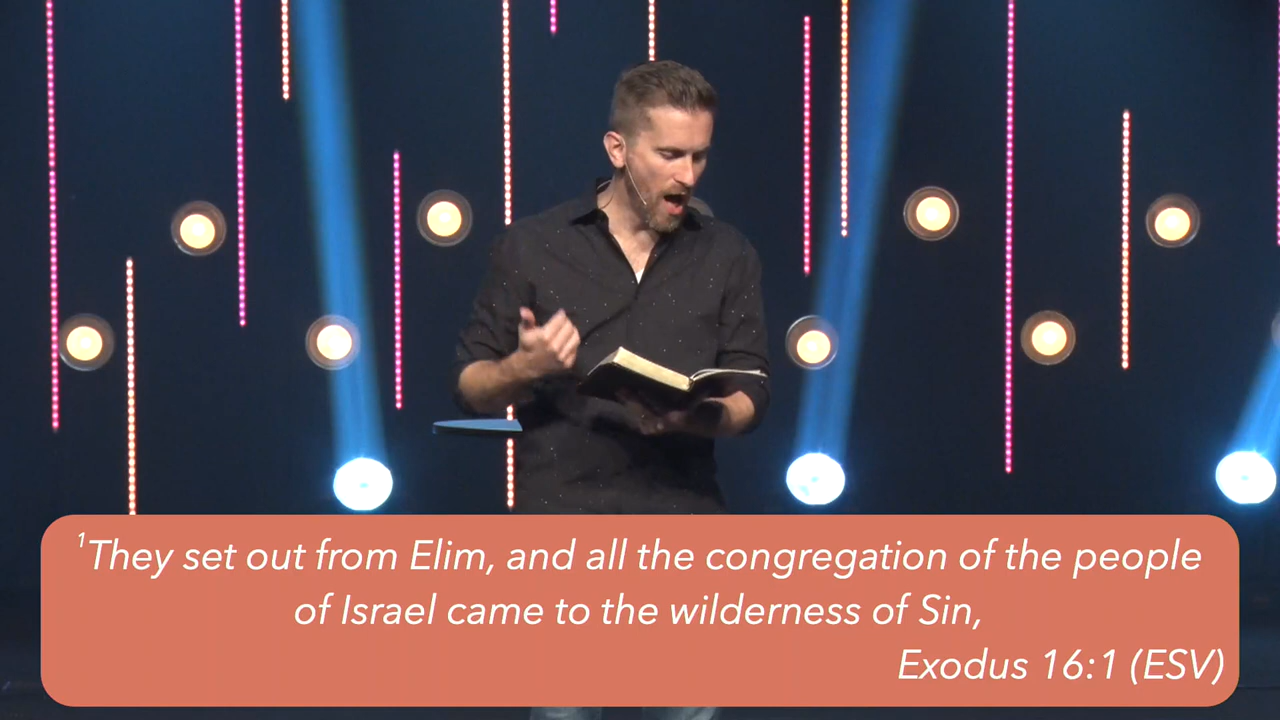 ¹They set out from Elim, and all the congregation of the people
of Israel came to the wilderness of Sin,
Exodus 16:1 (ESV)